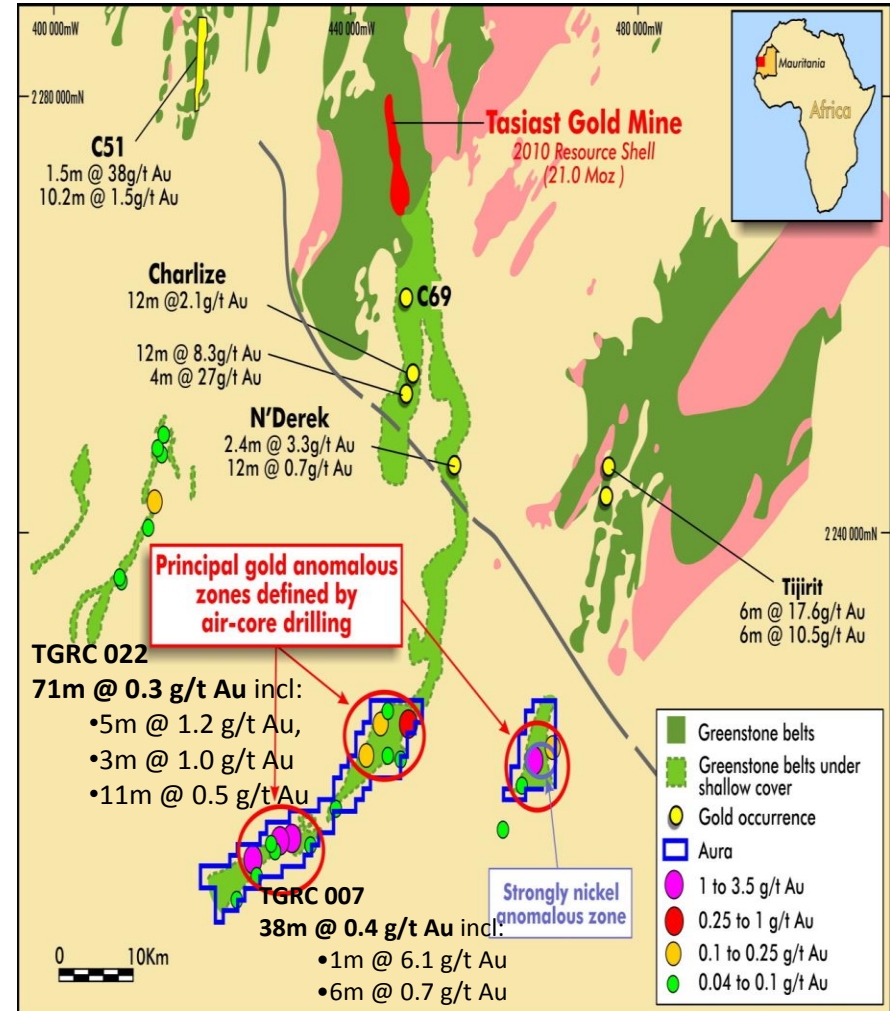 400 000mW
440 000mW
480 000mW
Mauritania
Africa
2 280 000mN
Tasiast Gold Mine
2010 Resource Shell
(21.0 Moz )
C51
1.5m @ 38g/t Au
10.2m @ 1.5g/t Au
Charlize
12m @2.1g/t Au
C69
12m @ 8.3g/t Au
4m @ 27g/t Au
N'Derek
2.4m @ 3.3g/t Au
12m @ 0.7g/t Au
2 240 000mN
Principal gold anomalous
zones defined by
air-core drilling
Tijirit
6m @ 17.6g/t Au
6m @ 10.5g/t Au
TGRC 022
71m @ 0.3 g/t Au incl:
•5m @ 1.2 g/t Au,
•3m @ 1.0 g/t Au
•11m @ 0.5 g/t Au
Greenstone belts
Greenstone belts under
shallow cover
Gold occurrence
Aura
1 to 3.5 g/t Au
0.25 to 1 g/t Au
0.1 to 0.25 g/t Au
0.04 to 0.1 g/t Au
Strongly nickel
anomalous zone
TGRC 007
38m @ 0.4 g/t Au incl:
•1m @ 6.1 g/t Au
•6m @ 0.7 g/t Au
0
10Km